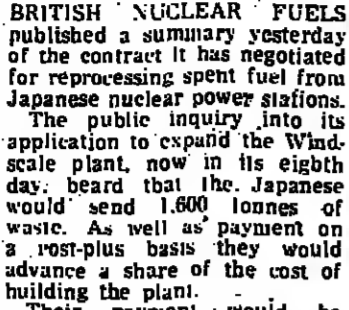 BRITISH NUCLEAR FUELS
published a summary yesterday
of the contract it has negotiated
for reprocessing spent fuel from
Japanese nuclear power stations.
The public inquiry into its
application to expand the Wind-
scale plant, now in its eighth
day, heard that the Japanese
would send 1,600 tonnes of
waste. As well as payment on
a cost-plus basis they would
advance a share of the cost of
building the plant.
Their payment would be